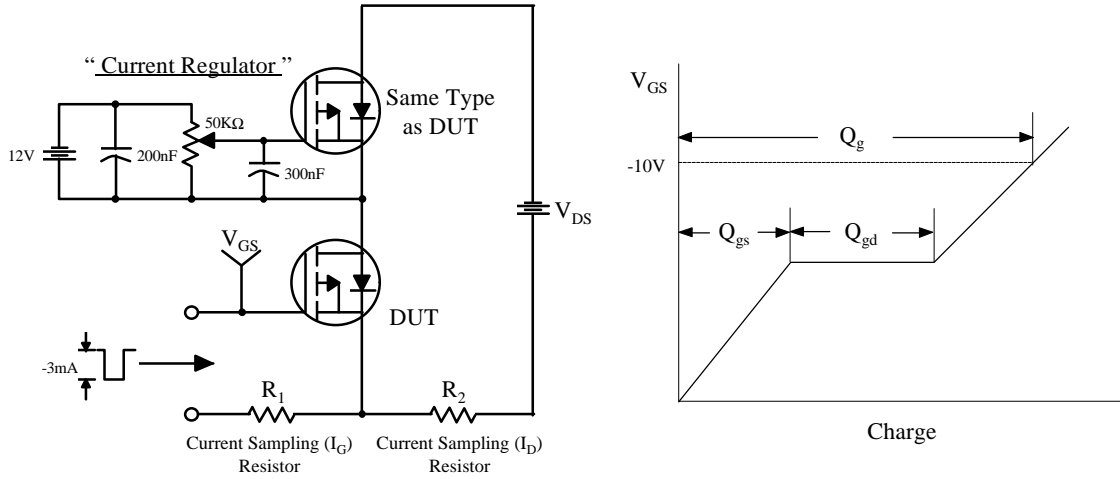 “ Current Regulator ”
12V
200nF
50KΩ
300nF
Same Type
as DUT
V_DS
V_GS
DUT
-3mA
R_1
R_2
Current Sampling (I_G)
Resistor
Current Sampling (I_D)
Resistor
V_GS
-10V
Q_g
Q_gs
Q_gd
Charge